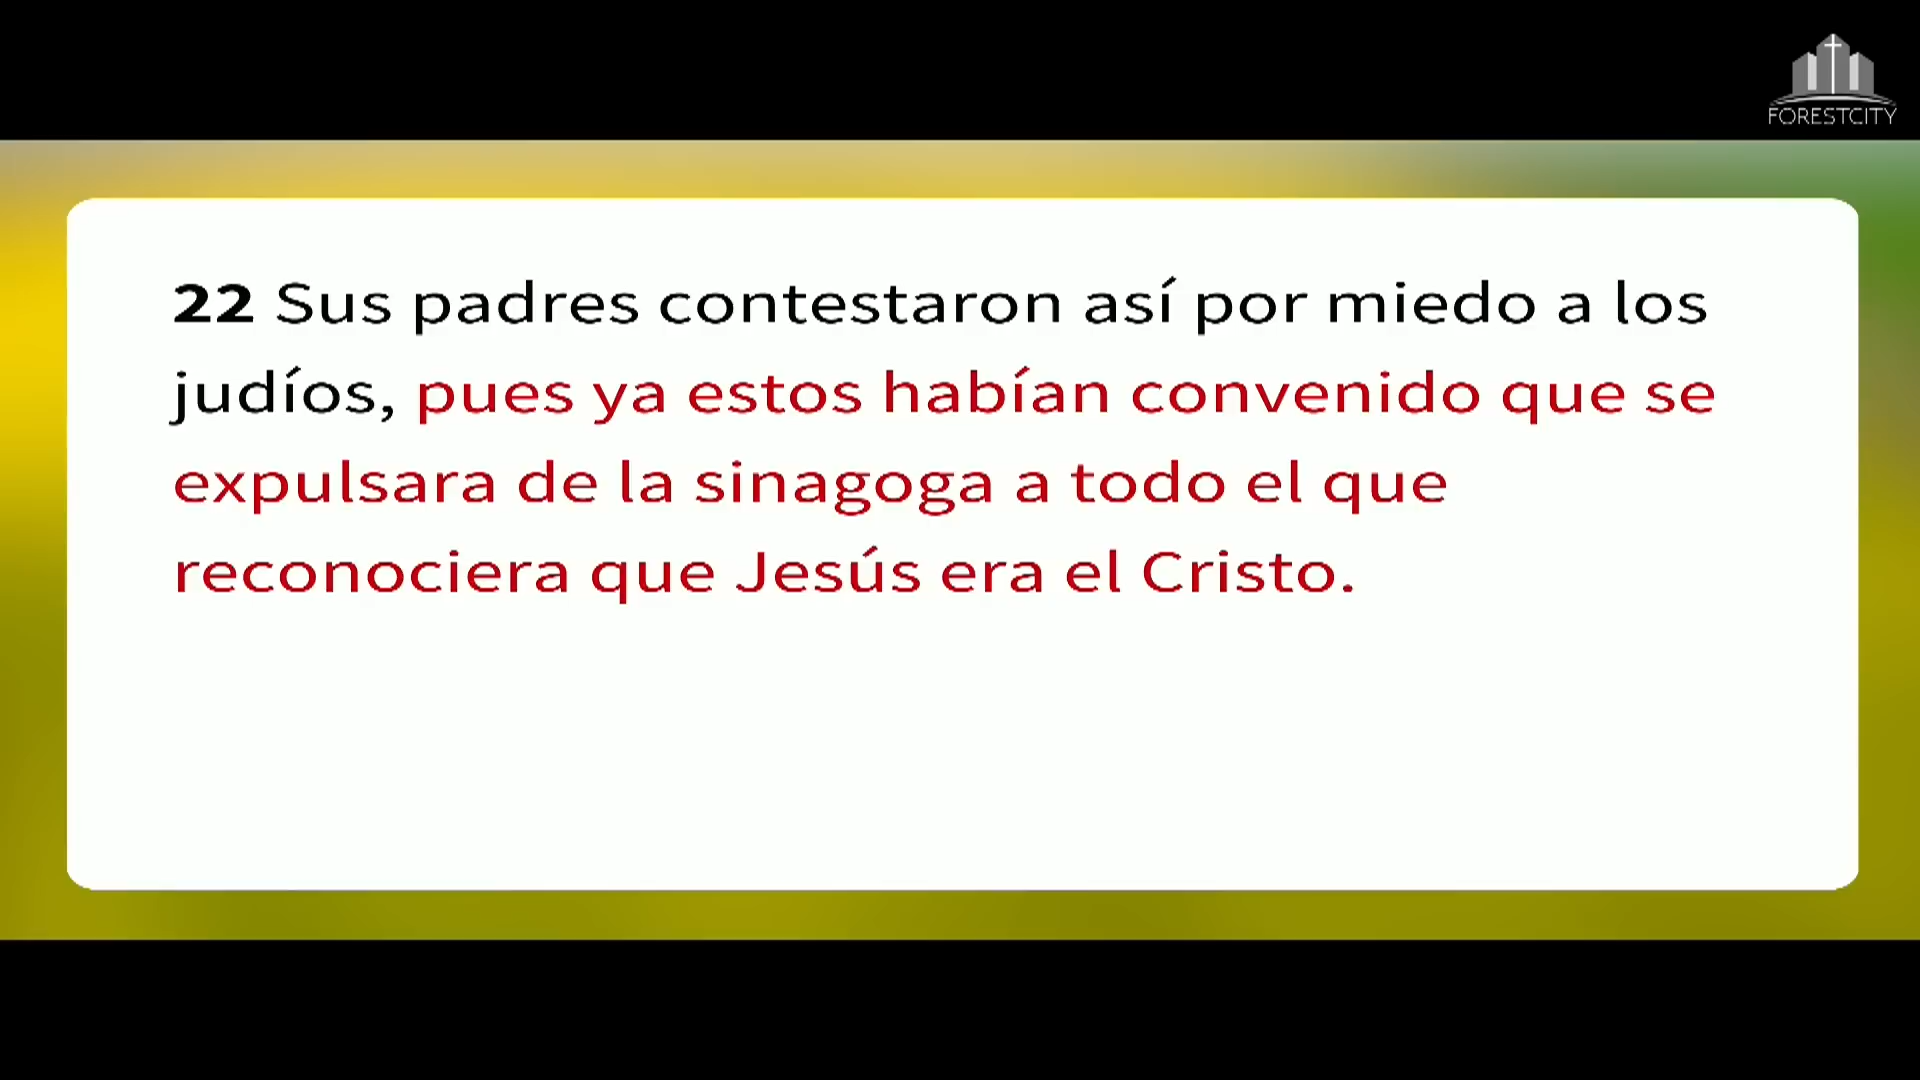 FORESTCITY
22 Sus padres contestaron así por miedo a los
judíos, pues ya estos habían convenido que se
expulsara de la sinagoga a todo el que
reconociera que Jesús era el Cristo.